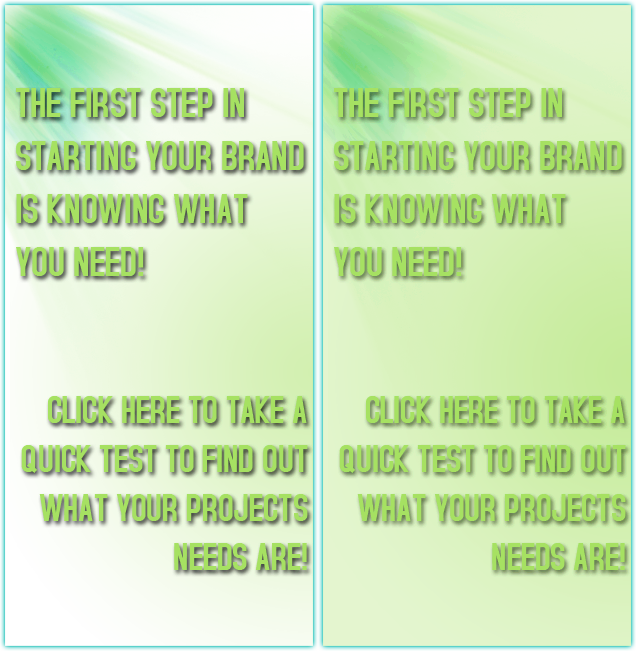 THE FIRST STEP IN
STARTING YOUR BRAND
IS KNOWING WHAT
YOU NEED!
CLICK HERE TO TAKE A
QUICK TEST TO FIND OUT
WHAT YOUR PROJECTS
NEEDS ARE!
THE FIRST STEP IN
STARTING YOUR BRAND
IS KNOWING WHAT
YOU NEED!
CLICK HERE TO TAKE A
QUICK TEST TO FIND OUT
WHAT YOUR PROJECTS
NEEDS ARE!